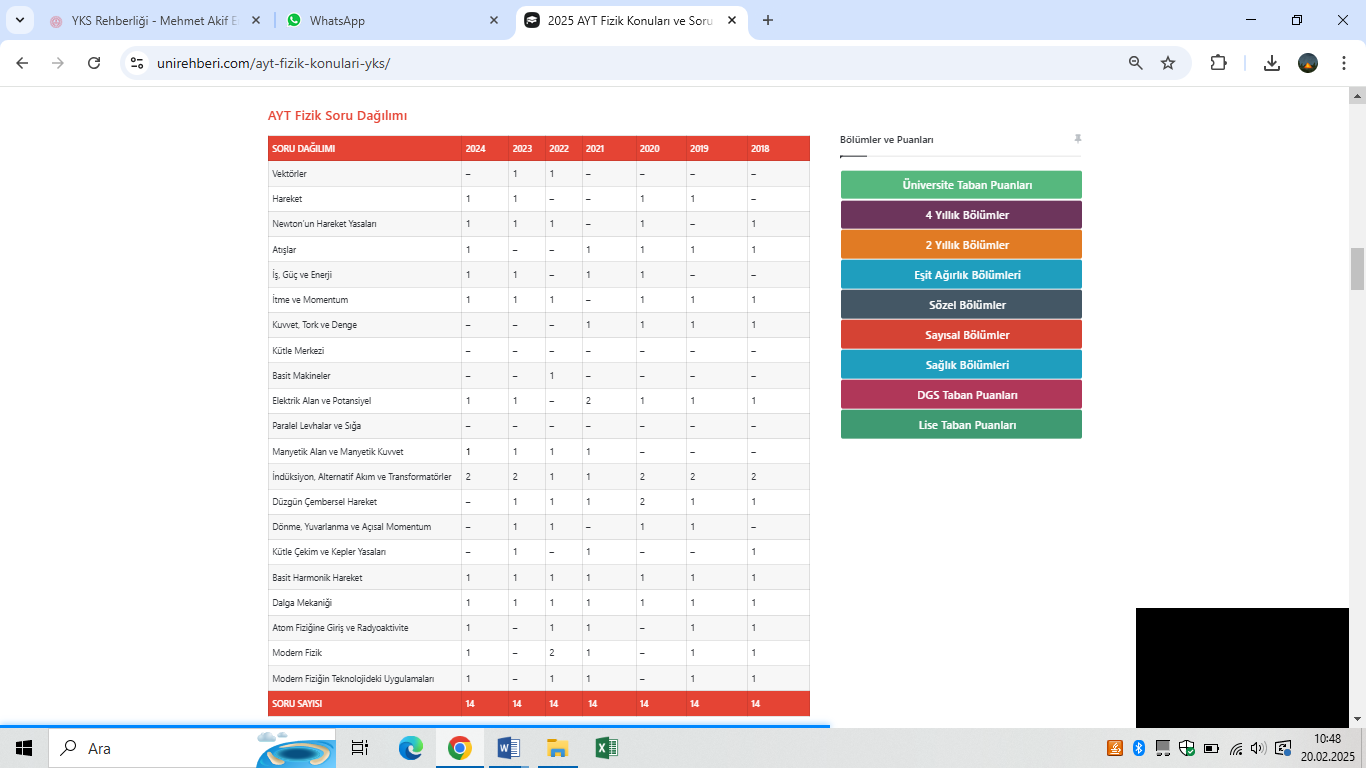 YKS Rehberliği - Mehmet Akif E
WhatsApp
2025 AYT Fizik Konuları ve Soru
unirehberi.com/ayt-fizik-konulari-yks/
AYT Fizik Soru Dağılımı
SORU DAĞILIMI 2024 2023 2022 2021 2020 2019 2018
Vektörler – 1 1 – – – –
Hareket 1 1 – – 1 1 –
Newton'un Hareket Yasaları 1 1 1 – 1 – 1
Atışlar 1 – – 1 1 1 1
İş, Güç ve Enerji 1 1 – 1 1 – –
İtme ve Momentum 1 1 1 – 1 1 1
Kuvvet, Tork ve Denge – – – 1 1 1 1
Kütle Merkezi – – – – – – –
Basit Makineler – – 1 – – – –
Elektrik Alan ve Potansiyel 1 1 – 2 1 1 1
Paralel Levhalar ve Sığa – – – – – – –
Manyetik Alan ve Manyetik Kuvvet 1 1 1 1 – – –
İndüksiyon, Alternatif Akım ve Transformatörler 2 2 1 1 2 2 2
Düzgün Çembersel Hareket – 1 1 1 2 1 1
Dönme, Yuvarlanma ve Açısal Momentum – 1 1 – 1 1 –
Kütle Çekim ve Kepler Yasaları – 1 – 1 – – 1
Basit Harmonik Hareket 1 1 1 1 1 1 1
Dalga Mekaniği 1 1 1 1 1 1 1
Atom Fiziğine Giriş ve Radyoaktivite 1 – 1 1 – 1 1
Modern Fizik 1 – 2 1 – 1 1
Modern Fiziğin Teknolojideki Uygulamaları 1 – 1 1 – 1 1
SORU SAYISI 14 14 14 14 14 14 14
Bölümler ve Puanları
Üniversite Taban Puanları
4 Yıllık Bölümler
2 Yıllık Bölümler
Eşit Ağırlık Bölümleri
Sözel Bölümler
Sayısal Bölümler
Sağlık Bölümleri
DGS Taban Puanları
Lise Taban Puanları
Ara
10:48
20.02.2025